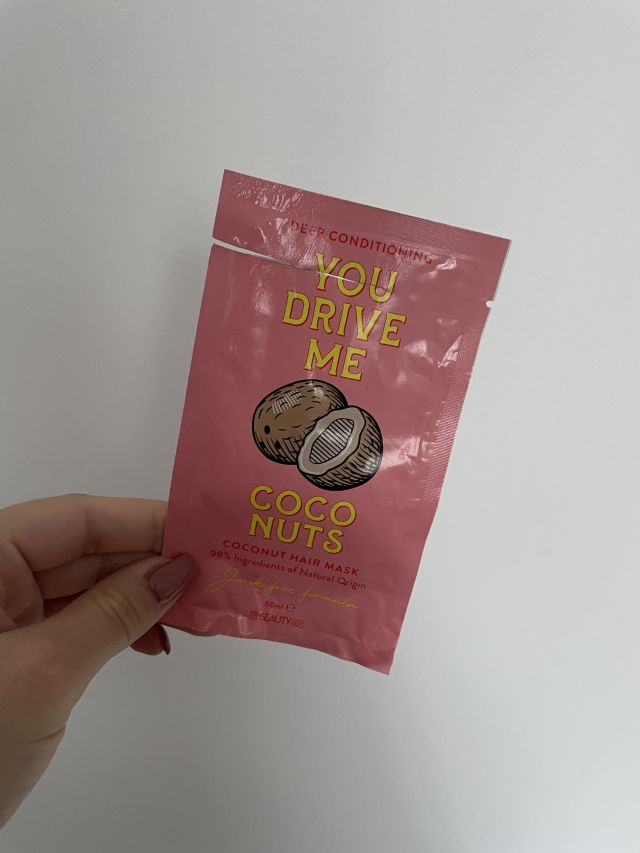 DEEP CONDITIONING
YOU
DRIVE
ME
COCO
NUTS
COCONUT HAIR MASK
98% Ingredients of Natural Origin
Junk free formula
50ml ℮
BEAUTY